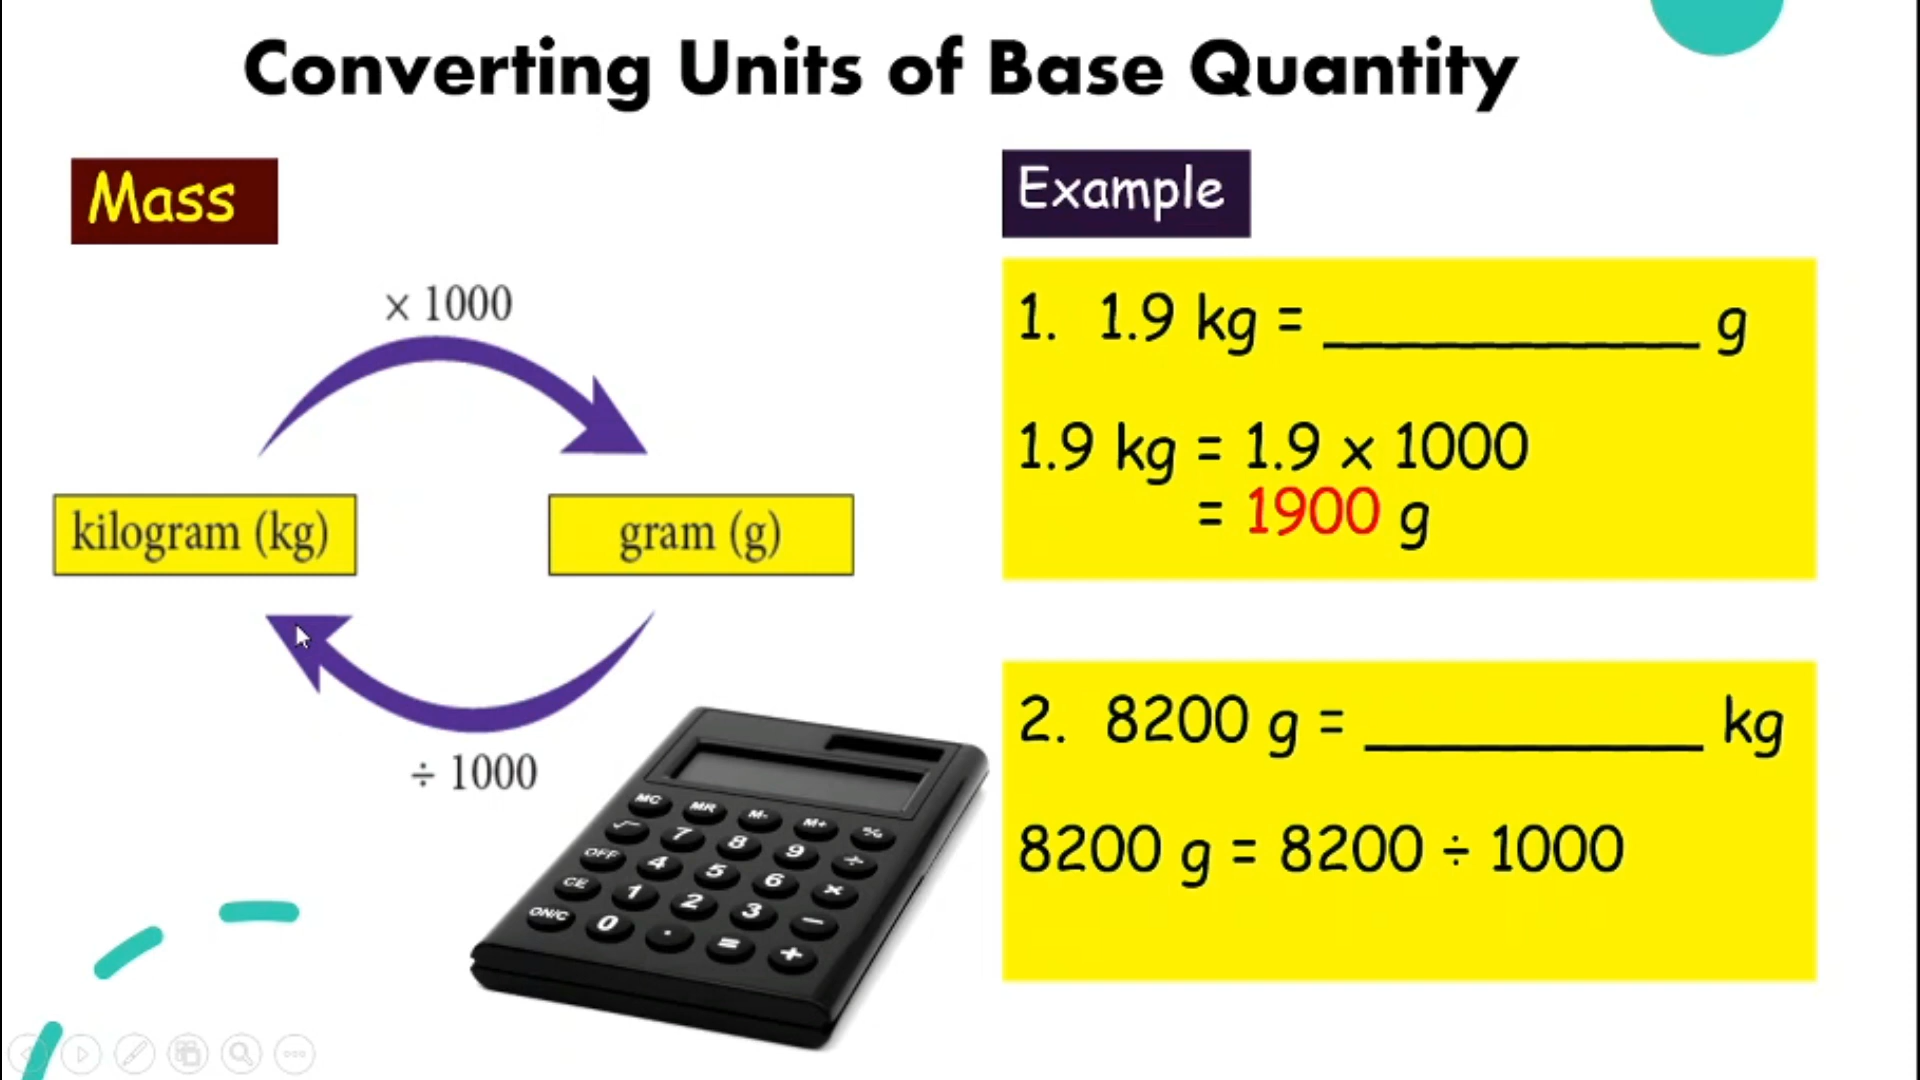 Converting Units of Base Quantity
Mass
× 1000
kilogram (kg)
gram (g)
÷ 1000
MC MR M- M+ %
√ 7 8 9 ÷
OFF 4 5 6 ×
CE 1 2 3 −
ON/C 0 . = +
Example
1. 1.9 kg = ____________ g
1.9 kg = 1.9 x 1000
= 1900 g
2. 8200 g = ___________ kg
8200 g = 8200 ÷ 1000